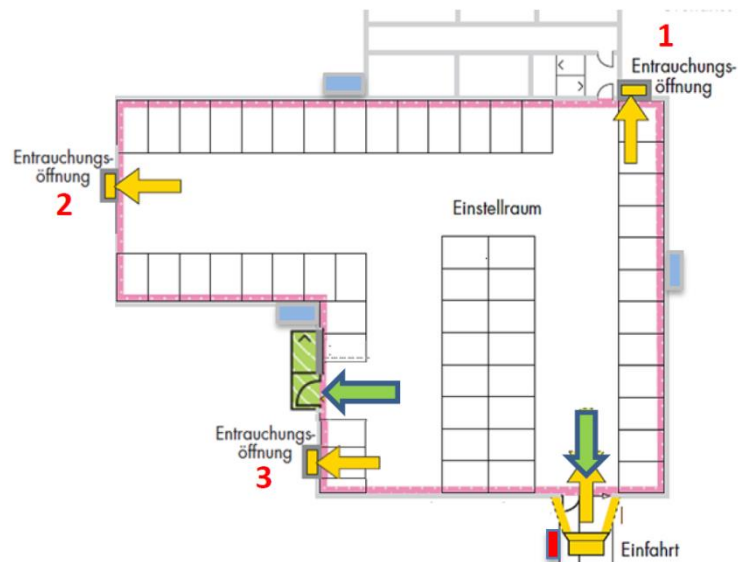 1
Entrauchungs-
öffnung
Entrauchungs-
öffnung
2
Einstellraum
Entrauchungs-
öffnung
3
Einfahrt